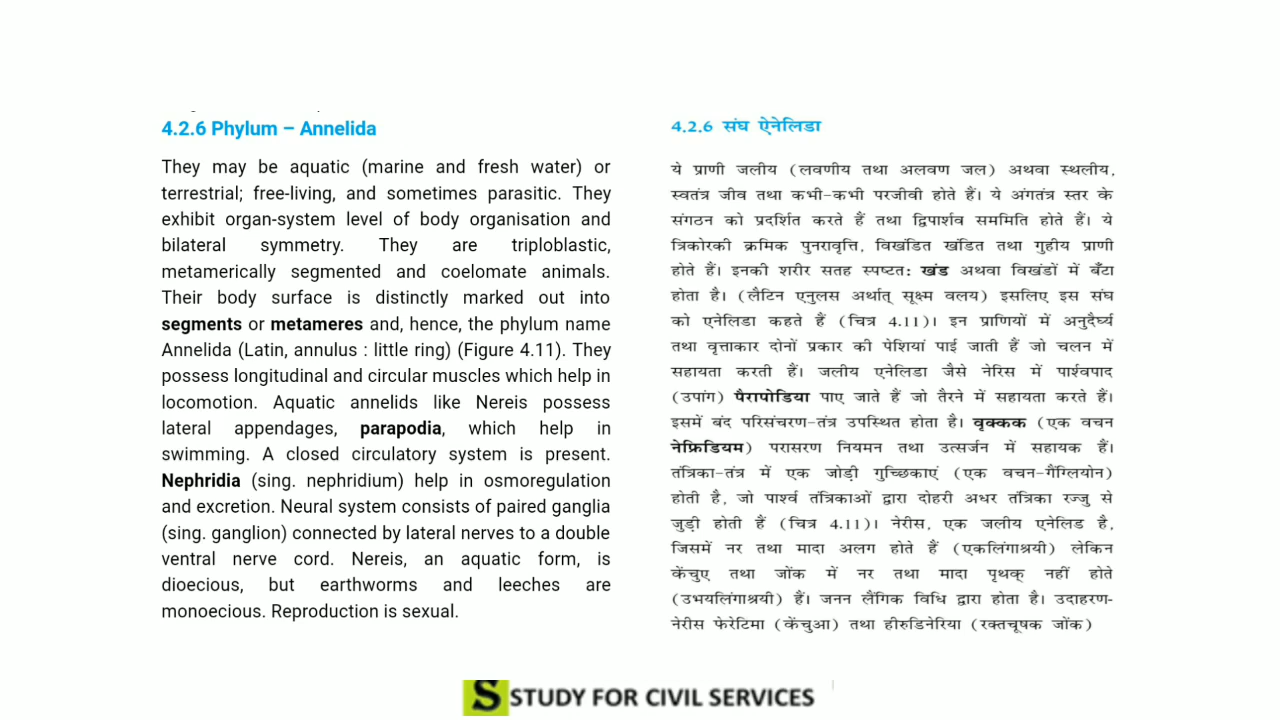 4.2.6 Phylum – Annelida
They may be aquatic (marine and fresh water) or
terrestrial; free-living, and sometimes parasitic. They
exhibit organ-system level of body organisation and
bilateral symmetry. They are triploblastic,
metamerically segmented and coelomate animals.
Their body surface is distinctly marked out into
segments or metameres and, hence, the phylum name
Annelida (Latin, annulus : little ring) (Figure 4.11). They
possess longitudinal and circular muscles which help in
locomotion. Aquatic annelids like Nereis possess
lateral appendages, parapodia, which help in
swimming. A closed circulatory system is present.
Nephridia (sing. nephridium) help in osmoregulation
and excretion. Neural system consists of paired ganglia
(sing. ganglion) connected by lateral nerves to a double
ventral nerve cord. Nereis, an aquatic form, is
dioecious, but earthworms and leeches are
monoecious. Reproduction is sexual.
4.2.6 संघ ऐनेलिडा
ये प्राणी जलीय (लवणीय तथा अलवण जल) अथवा स्थलीय,
स्वतंत्र जीव तथा कभी-कभी परजीवी होते हैं। ये अंगतंत्र स्तर के
संगठन को प्रदर्शित करते हैं तथा द्विपार्शव सममिति होते हैं। ये
त्रिकोरकी क्रमिक पुनरावृत्ति, विखंडित खंडित तथा गुहीय प्राणी
होते हैं। इनकी शरीर सतह स्पष्टत: खंड अथवा विखंडों में बँटा
होता है। (लैटिन एनुलस अर्थात् सूक्ष्म वलय) इसलिए इस संघ
को एनेलिडा कहते हैं (चित्र 4.11)। इन प्राणियों में अनुदैर्घ्य
तथा वृत्ताकार दोनों प्रकार की पेशियां पाई जाती हैं जो चलन में
सहायता करती हैं। जलीय एनेलिडा जैसे नेरिस में पार्श्वपाद
(उपांग) पैरापोडिया पाए जाते हैं जो तैरने में सहायता करते हैं।
इसमें बंद परिसंचरण-तंत्र उपस्थित होता है। वृक्कक (एक वचन
नेफ्रिडियम) परासरण नियमन तथा उत्सर्जन में सहायक हैं।
तंत्रिका-तंत्र में एक जोड़ी गुच्छिकाएं (एक वचन-गैंग्लियोन)
होती है, जो पार्श्व तंत्रिकाओं द्वारा दोहरी अधर तंत्रिका रज्जु से
जुड़ी होती हैं (चित्र 4.11)। नेरीस, एक जलीय एनेलिड है,
जिसमें नर तथा मादा अलग होते हैं (एकलिंगाश्रयी) लेकिन
केंचुए तथा जोंक में नर तथा मादा पृथक् नहीं होते
(उभयलिंगाश्रयी) हैं। जनन लैंगिक विधि द्वारा होता है। उदाहरण-
नेरीस फेरेटिमा (केंचुआ) तथा हीरुडिनेरिया (रक्तचूषक जोंक)
S STUDY FOR CIVIL SERVICES